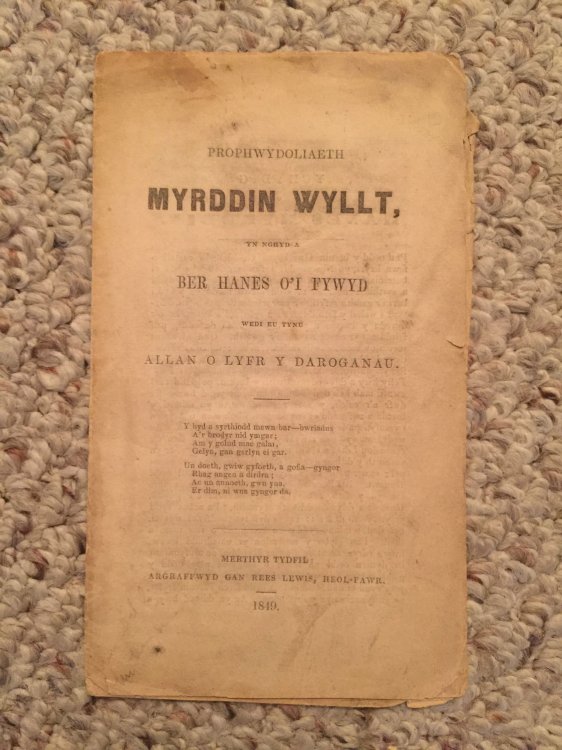 PROPHWYDOLIAETH
MYRDDIN WYLLT,
YN NGHYD A
BER HANES O'I FYWYD
WEDI EU TYNU
ALLAN O LYFR Y DAROGANAU.
Y byd a syrthiodd mewn bar—bwriadus
A'r brodyr nid ymgar;
Am y golud mae galar,
Gelyn, gan gerlyn ei gar.
Un doeth, gwiw gyfoeth, a gofia—gyngor
Rhag angen a dirdra;
Ac un annoeth, gwn yna,
Er dim, ni wna gyngor da.
MERTHYR TYDFIL:
ARGRAFFWYD GAN REES LEWIS, HEOL-FAWR.
1849.